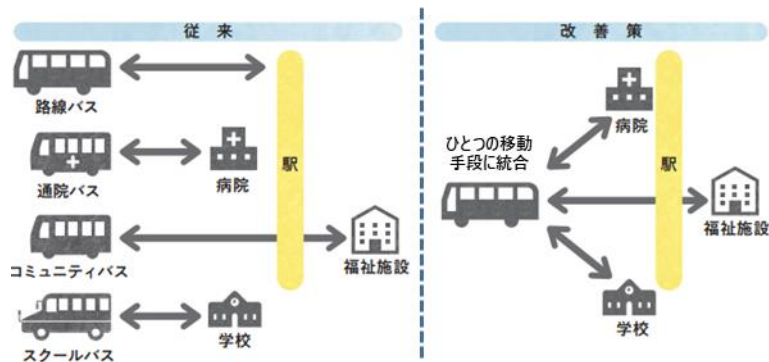 従来
路線バス
通院バス
病院
コミュニティバス
福祉施設
スクールバス
学校
駅
改善策
病院
ひとつの移動
手段に統合
駅
福祉施設
学校